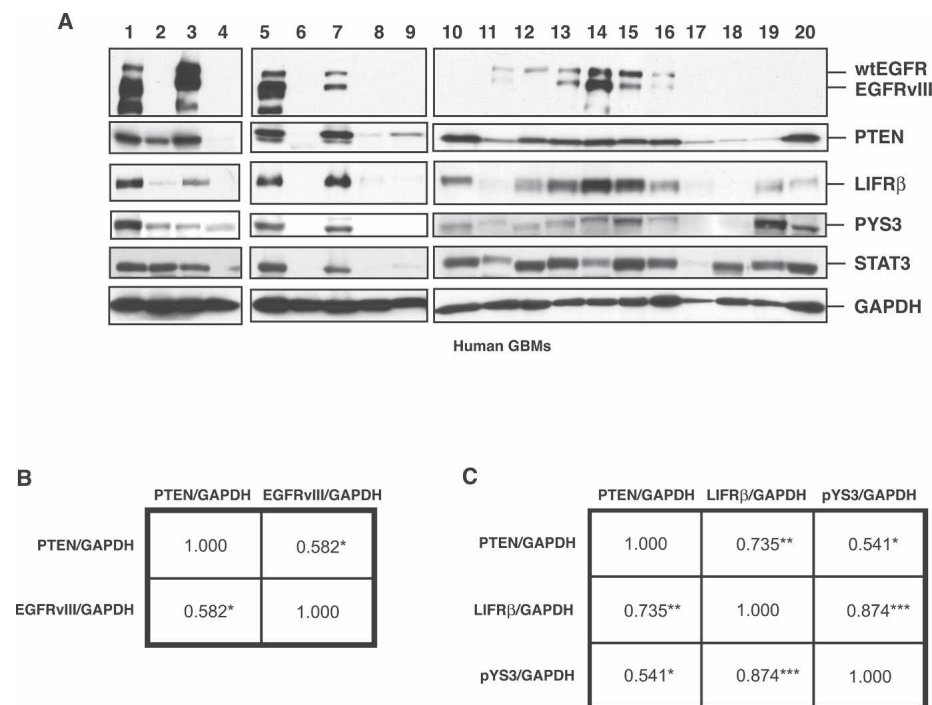 A
1 2 3 4 5 6 7 8 9 10 11 12 13 14 15 16 17 18 19 20
wtEGFR
EGFRvIII
PTEN
LIFRβ
PYS3
STAT3
GAPDH
Human GBMs
B
PTEN/GAPDH EGFRvIII/GAPDH
PTEN/GAPDH 1.000 0.582*
EGFRvIII/GAPDH 0.582* 1.000
C
PTEN/GAPDH LIFRβ/GAPDH pYS3/GAPDH
PTEN/GAPDH 1.000 0.735** 0.541*
LIFRβ/GAPDH 0.735** 1.000 0.874***
pYS3/GAPDH 0.541* 0.874*** 1.000